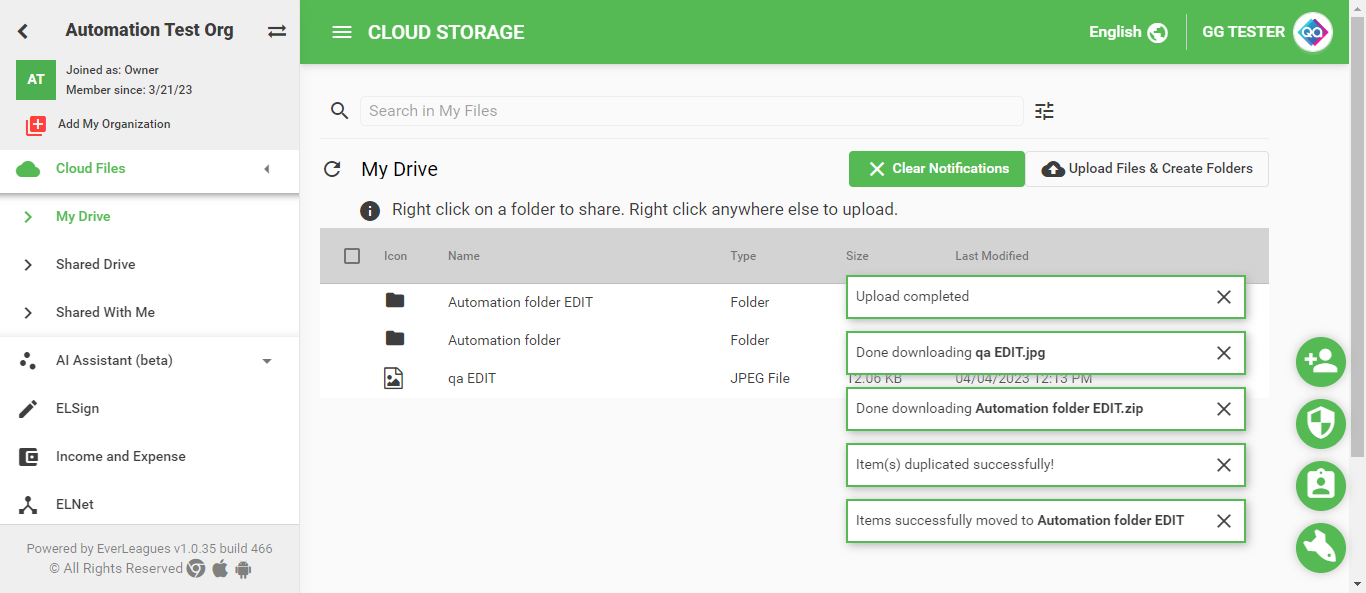 Automation Test Org
AT
Joined as: Owner
Member since: 3/21/23
Add My Organization
Cloud Files
My Drive
Shared Drive
Shared With Me
AI Assistant (beta)
ELSign
Income and Expense
ELNet
Powered by EverLeagues v1.0.35 build 466
© All Rights Reserved
CLOUD STORAGE
English
GG TESTER
Qa
Search in My Files
My Drive
Clear Notifications
Upload Files & Create Folders
Right click on a folder to share. Right click anywhere else to upload.
Icon Name Type Size Last Modified
Automation folder EDIT Folder
Automation folder Folder
qa EDIT JPEG File 12.06 KB 04/04/2023 12:13 PM
Upload completed
Done downloading qa EDIT.jpg
Done downloading Automation folder EDIT.zip
Item(s) duplicated successfully!
Items successfully moved to Automation folder EDIT